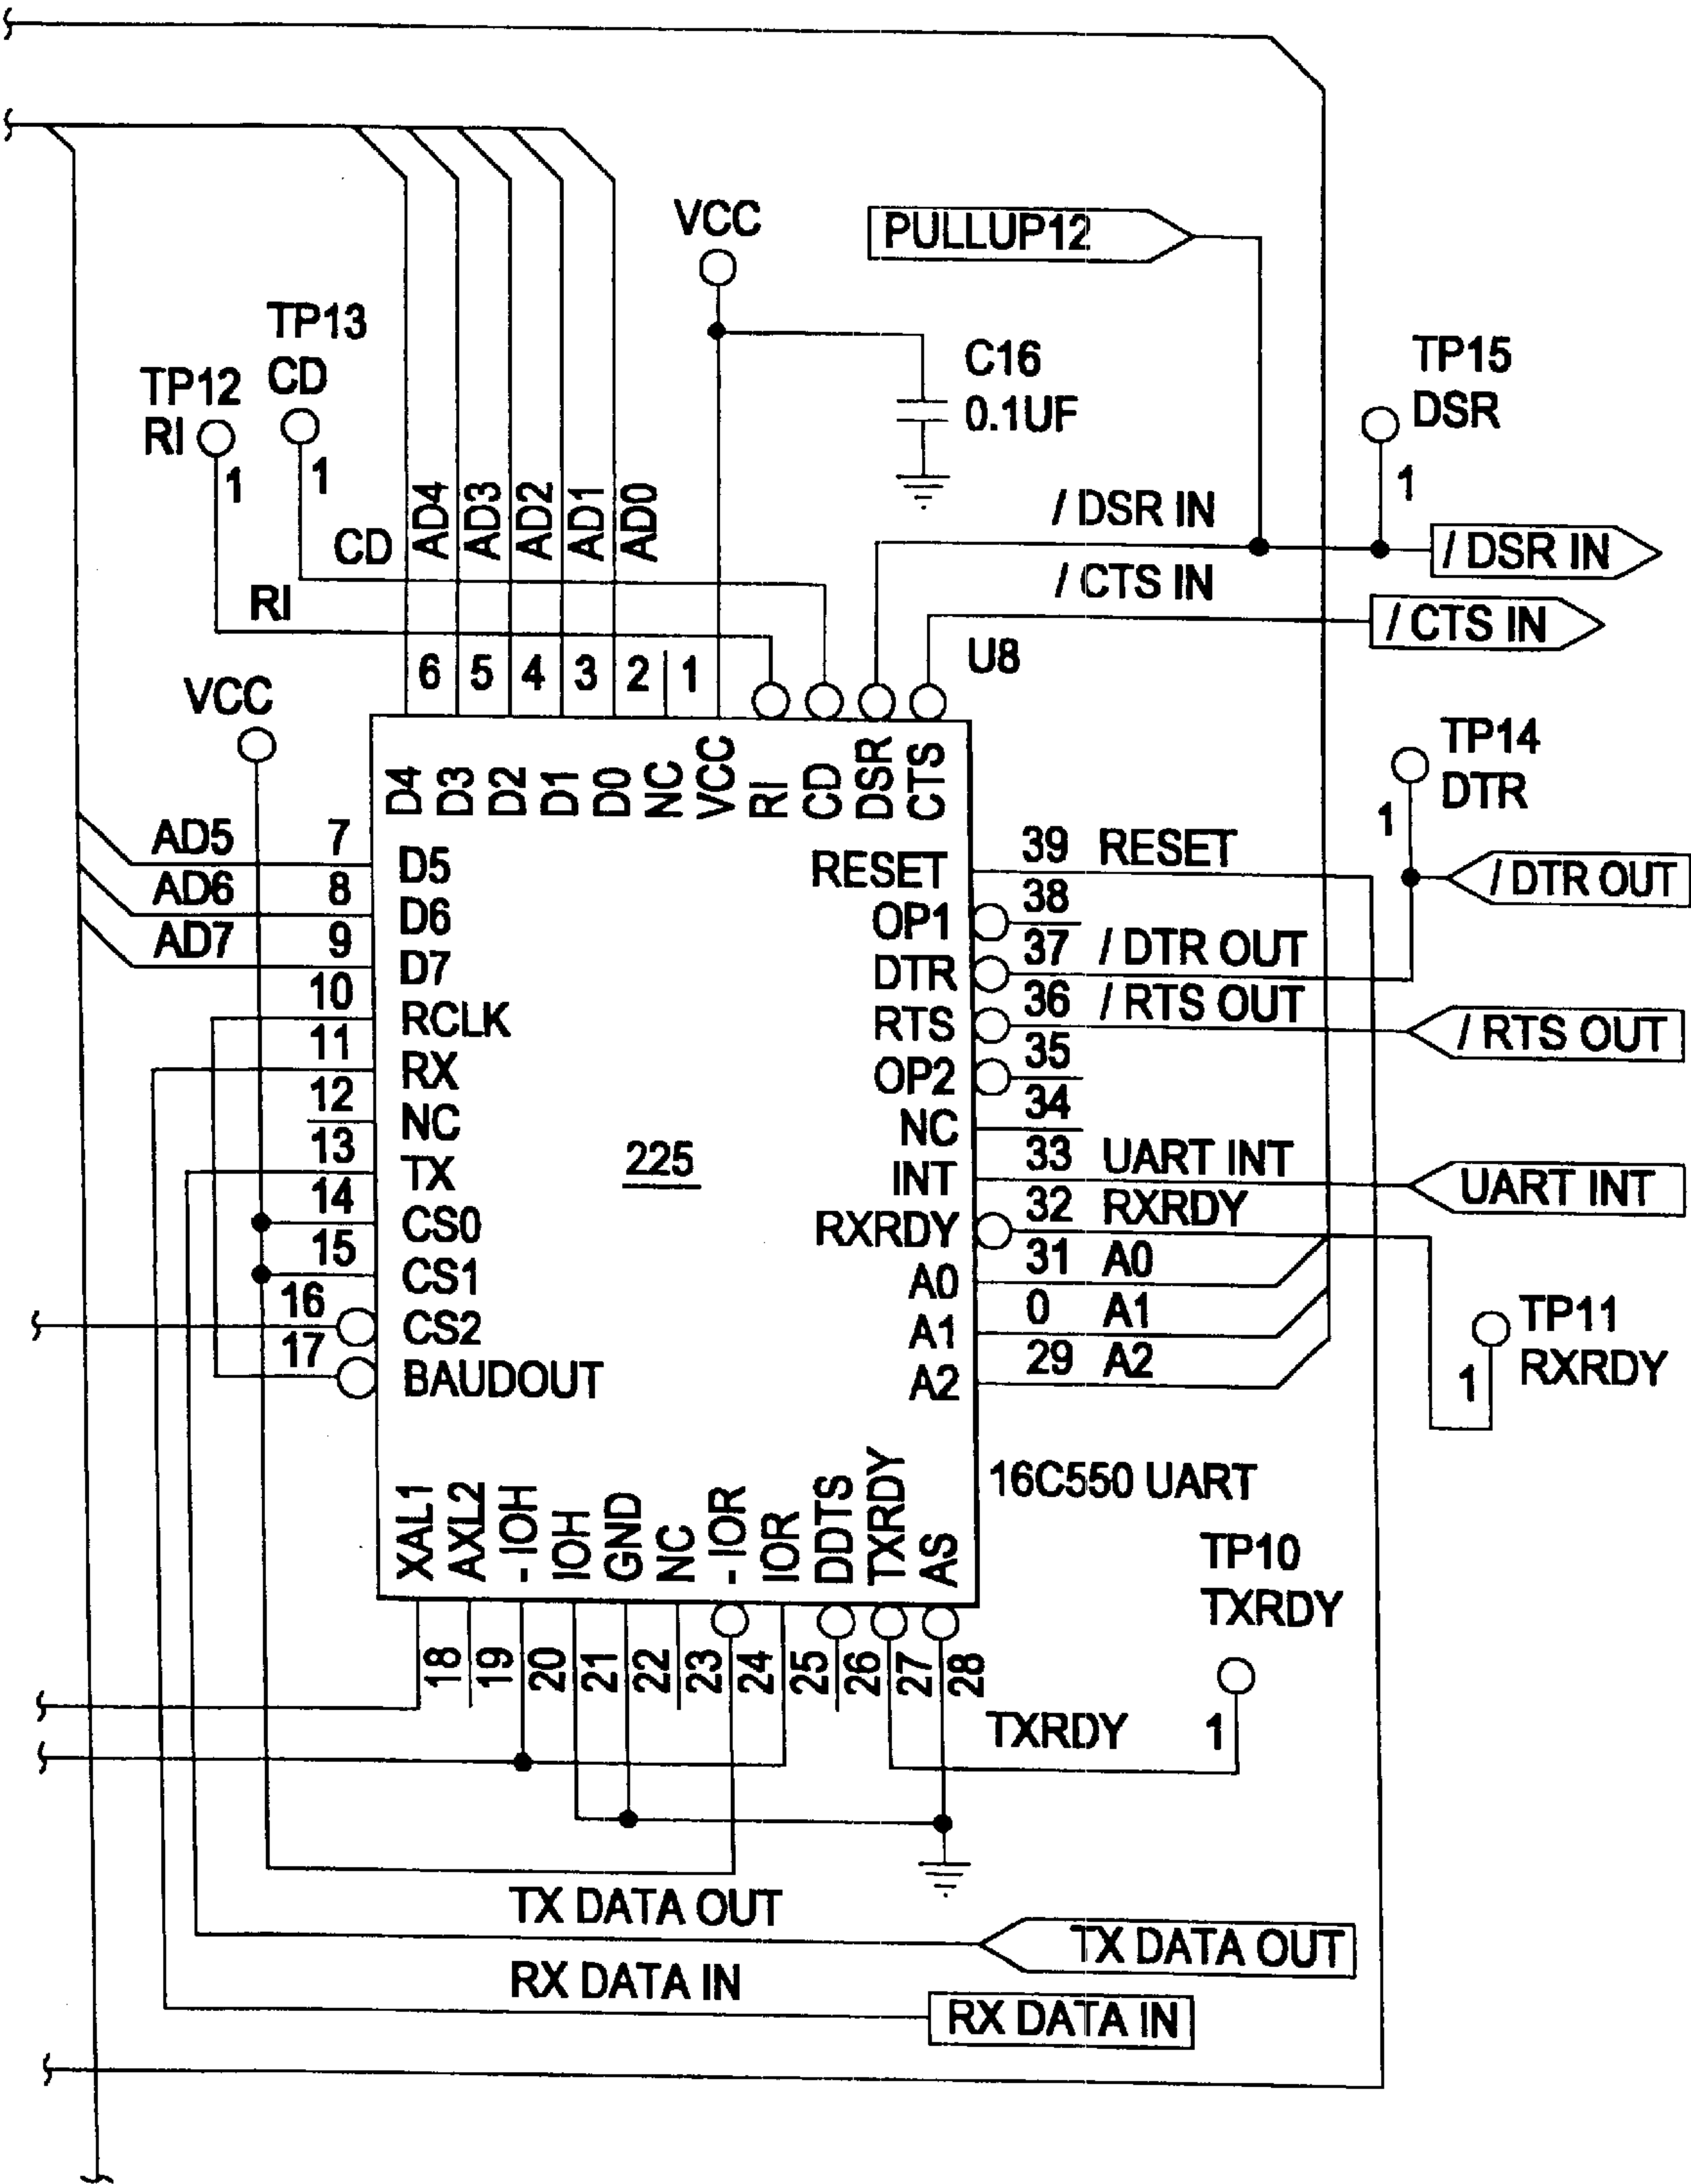 VCC
PULLUP12
TP13
CD
TP12
RI
1
1
C16
0.1UF
TP15
DSR
1
CD
AD4
AD3
AD2
AD1
AD0
/ DSR IN
/ DSR IN
/ CTS IN
/ CTS IN
RI
U8
6
5
4
3
2
1
VCC
D4
D3
D2
D1
D0
NC
VCC
RI
CD
DSR
CTS
TP14
DTR
1
AD5 7 D5
AD6 8 D6
AD7 9 D7
10 RCLK
11 RX
12 NC
13 TX
14 CS0
15 CS1
16 CS2
17 BAUDOUT
225
RESET 39 RESET
OP1 38
DTR 37 / DTR OUT
/ DTR OUT
RTS 36 / RTS OUT
/ RTS OUT
OP2 35
NC 34
INT 33 UART INT
UART INT
RXRDY 32 RXRDY
A0 31 A0
A1 0 A1
A2 29 A2
TP11
RXRDY
1
XAL1
AXL2
- IOH
IOH
GND
NC
- IOR
IOR
DDTS
TXRDY
AS
16C550 UART
18
19
20
21
22
23
24
25
26
27
28
TP10
TXRDY
1
TXRDY
TX DATA OUT
TX DATA OUT
RX DATA IN
RX DATA IN